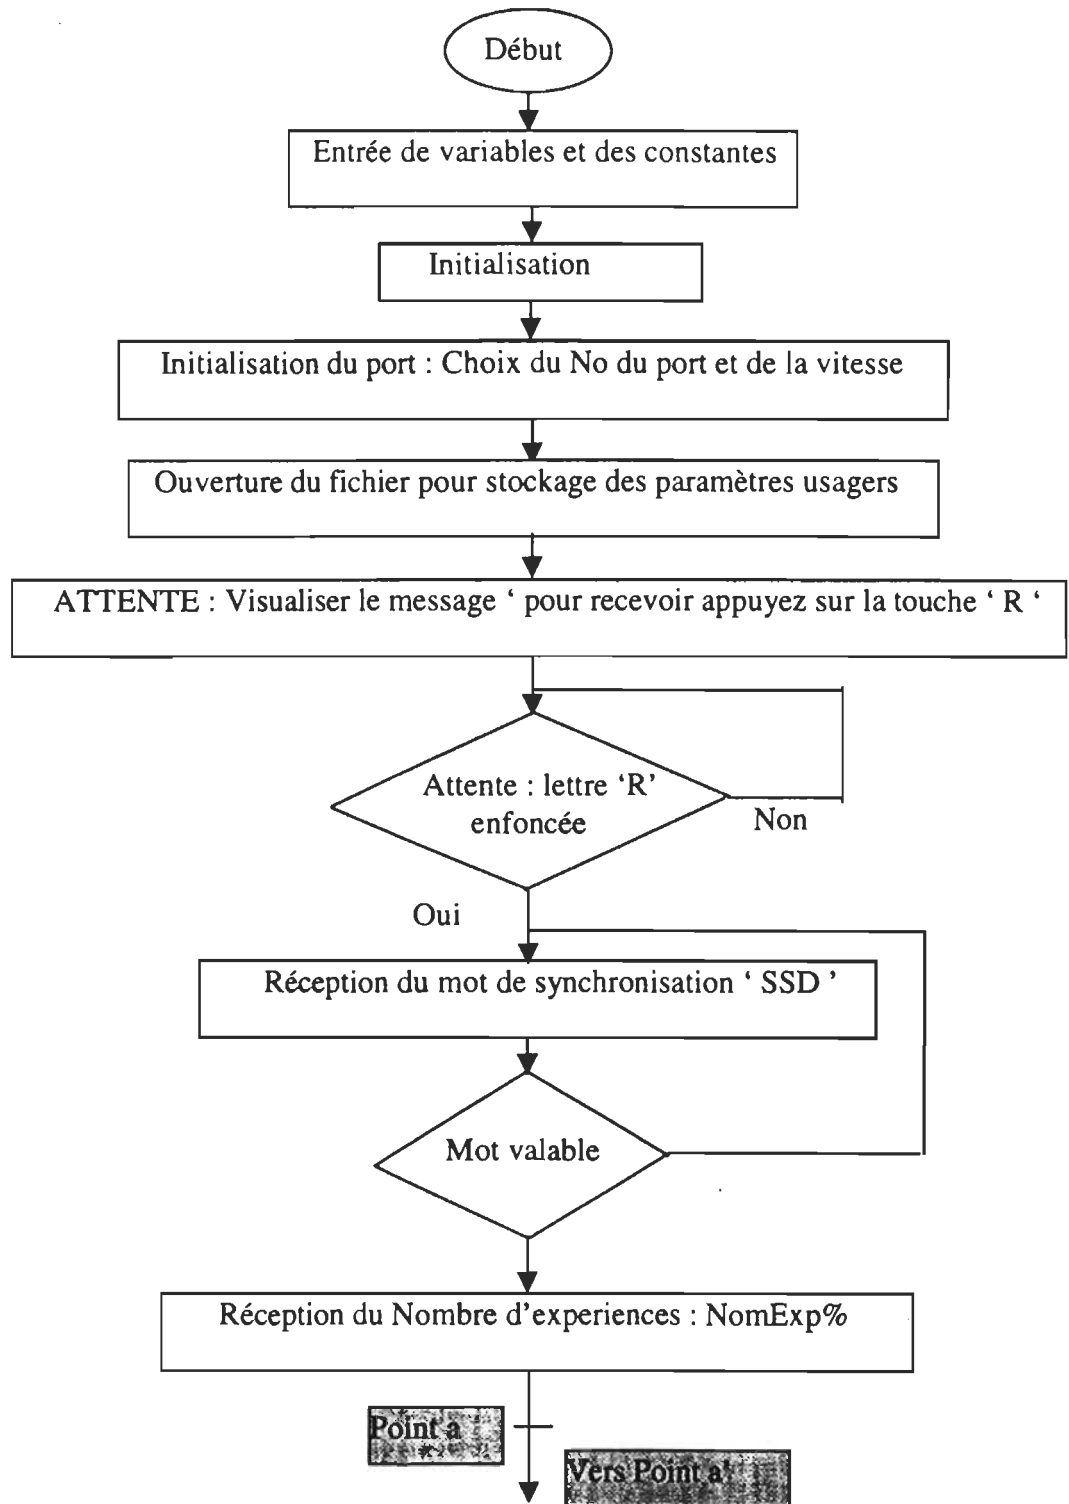 Début
Entrée de variables et des constantes
Initialisation
Initialisation du port : Choix du No du port et de la vitesse
Ouverture du fichier pour stockage des paramètres usagers
ATTENTE : Visualiser le message ‘ pour recevoir appuyez sur la touche ‘ R ‘
Attente : lettre ‘R’
enfoncée
Non
Oui
Réception du mot de synchronisation ‘ SSD ’
Mot valable
Réception du Nombre d’experiences : NomExp%
Point a
Vers Point a'